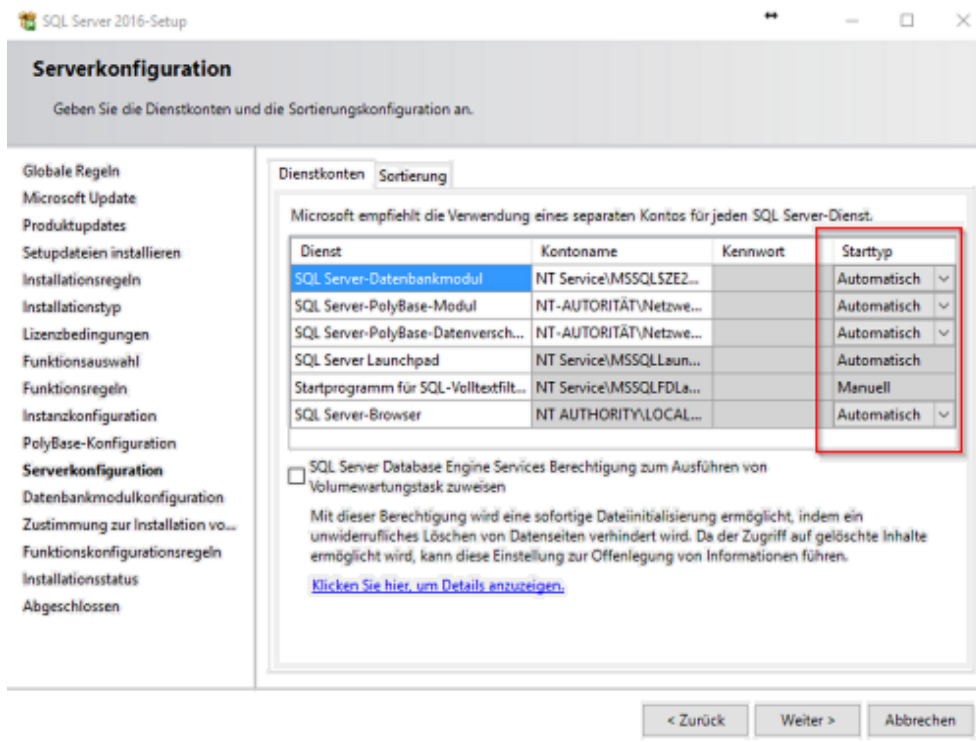 SQL Server 2016-Setup
Serverkonfiguration
Geben Sie die Dienstkonten und die Sortierungskonfiguration an.
Globale Regeln
Microsoft Update
Produktupdates
Setupdateien installieren
Installationsregeln
Installationstyp
Lizenzbedingungen
Funktionsauswahl
Funktionsregeln
Instanzkonfiguration
PolyBase-Konfiguration
Serverkonfiguration
Datenbankmodulkonfiguration
Zustimmung zur Installation vo...
Funktionskonfigurationsregeln
Installationsstatus
Abgeschlossen
Dienstkonten Sortierung
Microsoft empfiehlt die Verwendung eines separaten Kontos für jeden SQL Server-Dienst.
Dienst Kontoname Kennwort Starttyp
SQL Server-Datenbankmodul NT Service\MSSQL$ZE2... Automatisch
SQL Server-PolyBase-Modul NT-AUTORITÄT\Netzwe... Automatisch
SQL Server-PolyBase-Datenversch... NT-AUTORITÄT\Netzwe... Automatisch
SQL Server Launchpad NT Service\MSSQLLaun... Automatisch
Startprogramm für SQL-Volltextfilt... NT Service\MSSQLFDLa... Manuell
SQL Server-Browser NT AUTHORITY\LOCAL... Automatisch
SQL Server Database Engine Services Berechtigung zum Ausführen von
Volumewartungstask zuweisen
Mit dieser Berechtigung wird eine sofortige Dateiinitialisierung ermöglicht, indem ein
unwiderrufliches Löschen von Datenseiten verhindert wird. Da der Zugriff auf gelöschte Inhalte
ermöglicht wird, kann diese Einstellung zur Offenlegung von Informationen führen.
Klicken Sie hier, um Details anzuzeigen.
< Zurück Weiter > Abbrechen